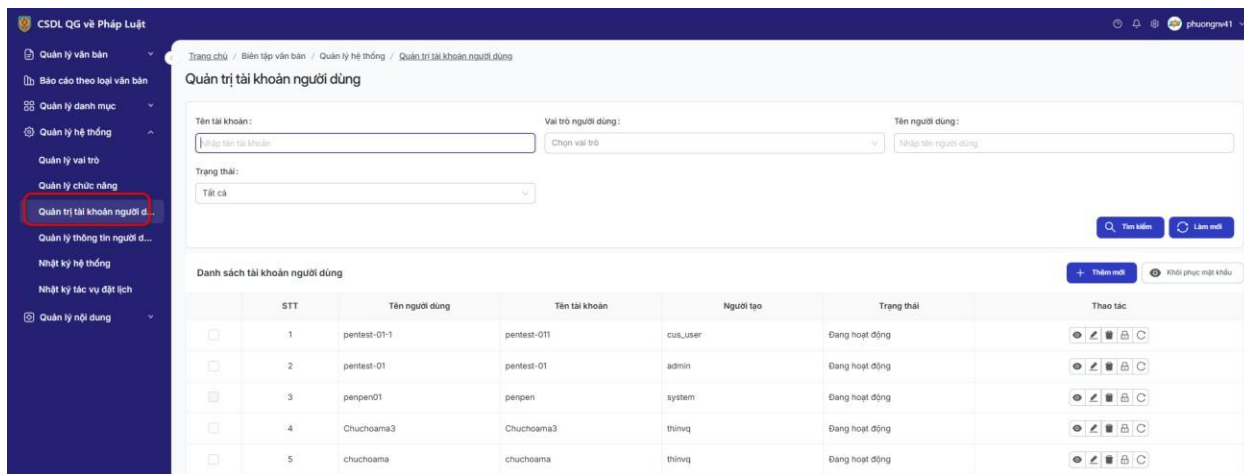 CSDL QG về Pháp Luật
phuongnv41
Quản lý văn bản
Báo cáo theo loại văn bản
Quản lý danh mục
Quản lý hệ thống
Quản lý vai trò
Quản lý chức năng
Quản trị tài khoản người d...
Quản lý thông tin người d...
Nhật ký hệ thống
Nhật ký tác vụ đặt lịch
Quản lý nội dung
Trang chủ / Biên tập văn bản / Quản lý hệ thống / Quản trị tài khoản người dùng
Quản trị tài khoản người dùng
Tên tài khoản: Vai trò người dùng: Tên người dùng:
Nhập tên tài khoản Chọn vai trò Nhập tên người dùng
Trạng thái:
Tất cả
Tìm kiếm Làm mới
Danh sách tài khoản người dùng + Thêm mới Khôi phục mật khẩu
STT Tên người dùng Tên tài khoản Người tạo Trạng thái Thao tác
1 pentest-01-1 pentest-011 cus_user Đang hoạt động
2 pentest-01 pentest-01 admin Đang hoạt động
3 penpen01 penpen system Đang hoạt động
4 Chuchoama3 Chuchoama3 thinvq Đang hoạt động
5 chuchoama chuchoama thinvq Đang hoạt động